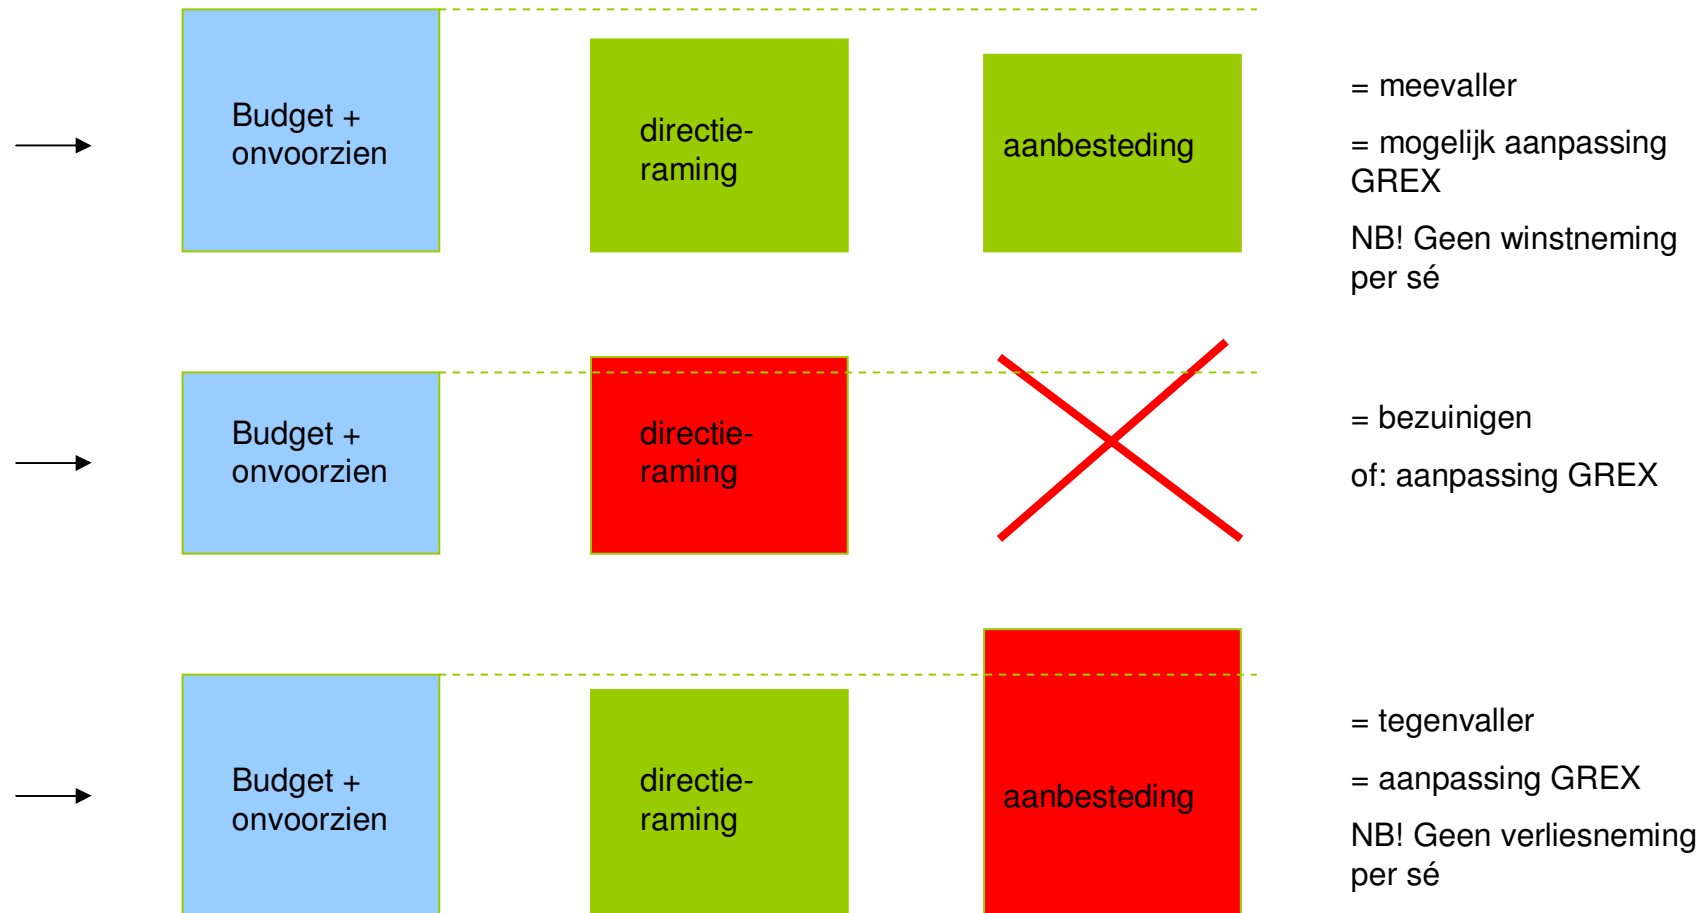 Budget +
onvoorzien
directie-
raming
aanbesteding
= meevaller
= mogelijk aanpassing
GREX
NB! Geen winstneming
per sé
Budget +
onvoorzien
directie-
raming
= bezuinigen
of: aanpassing GREX
Budget +
onvoorzien
directie-
raming
aanbesteding
= tegenvaller
= aanpassing GREX
NB! Geen verliesneming
per sé